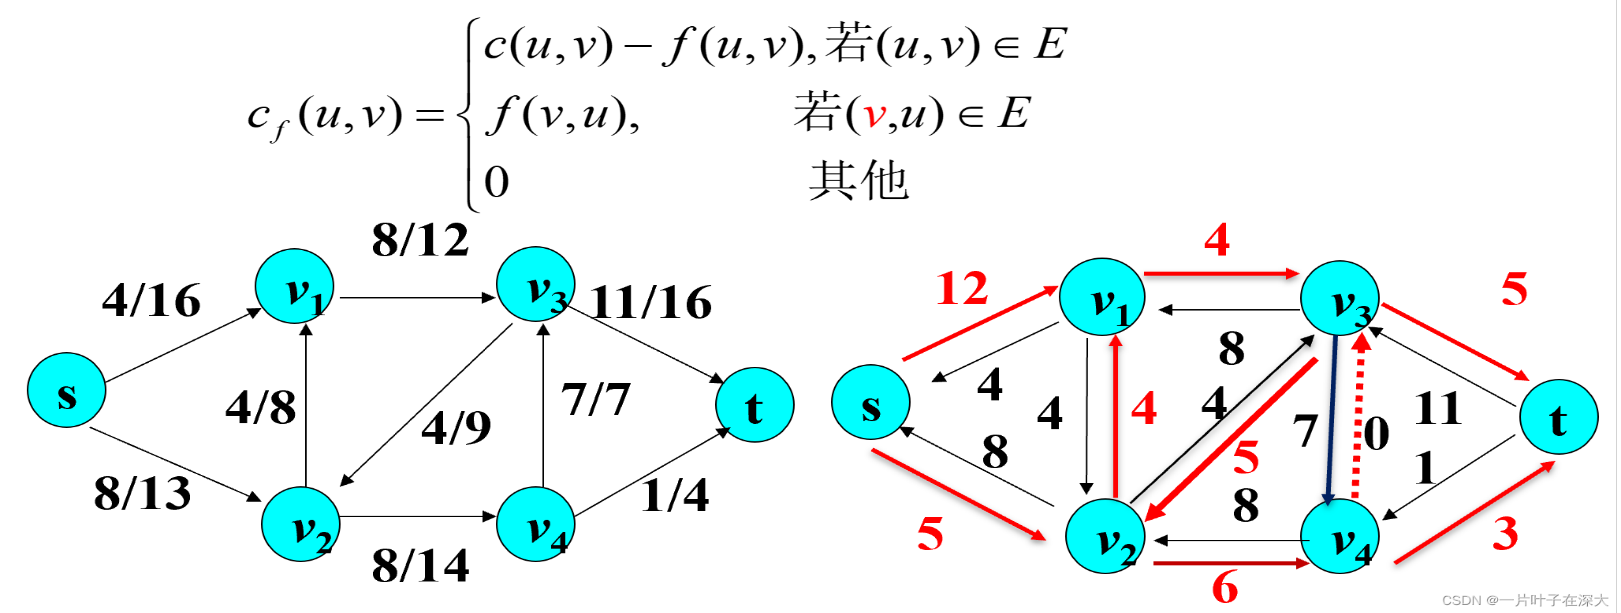 c(u,v) − f(u,v), 若(u,v) ∈ E
c_f(u,v) = { f(v,u), 若(v,u) ∈ E
0 其他
8/12
4/16
v₁
v₃
11/16
s
4/8
4/9
7/7
t
8/13
v₂
v₄
1/4
8/14
4
12
v₁
v₃
5
8
s
4
4
4
4
5
7
0
11
t
8
8
1
5
v₂
v₄
3
6
CSDN @一片叶子在深大